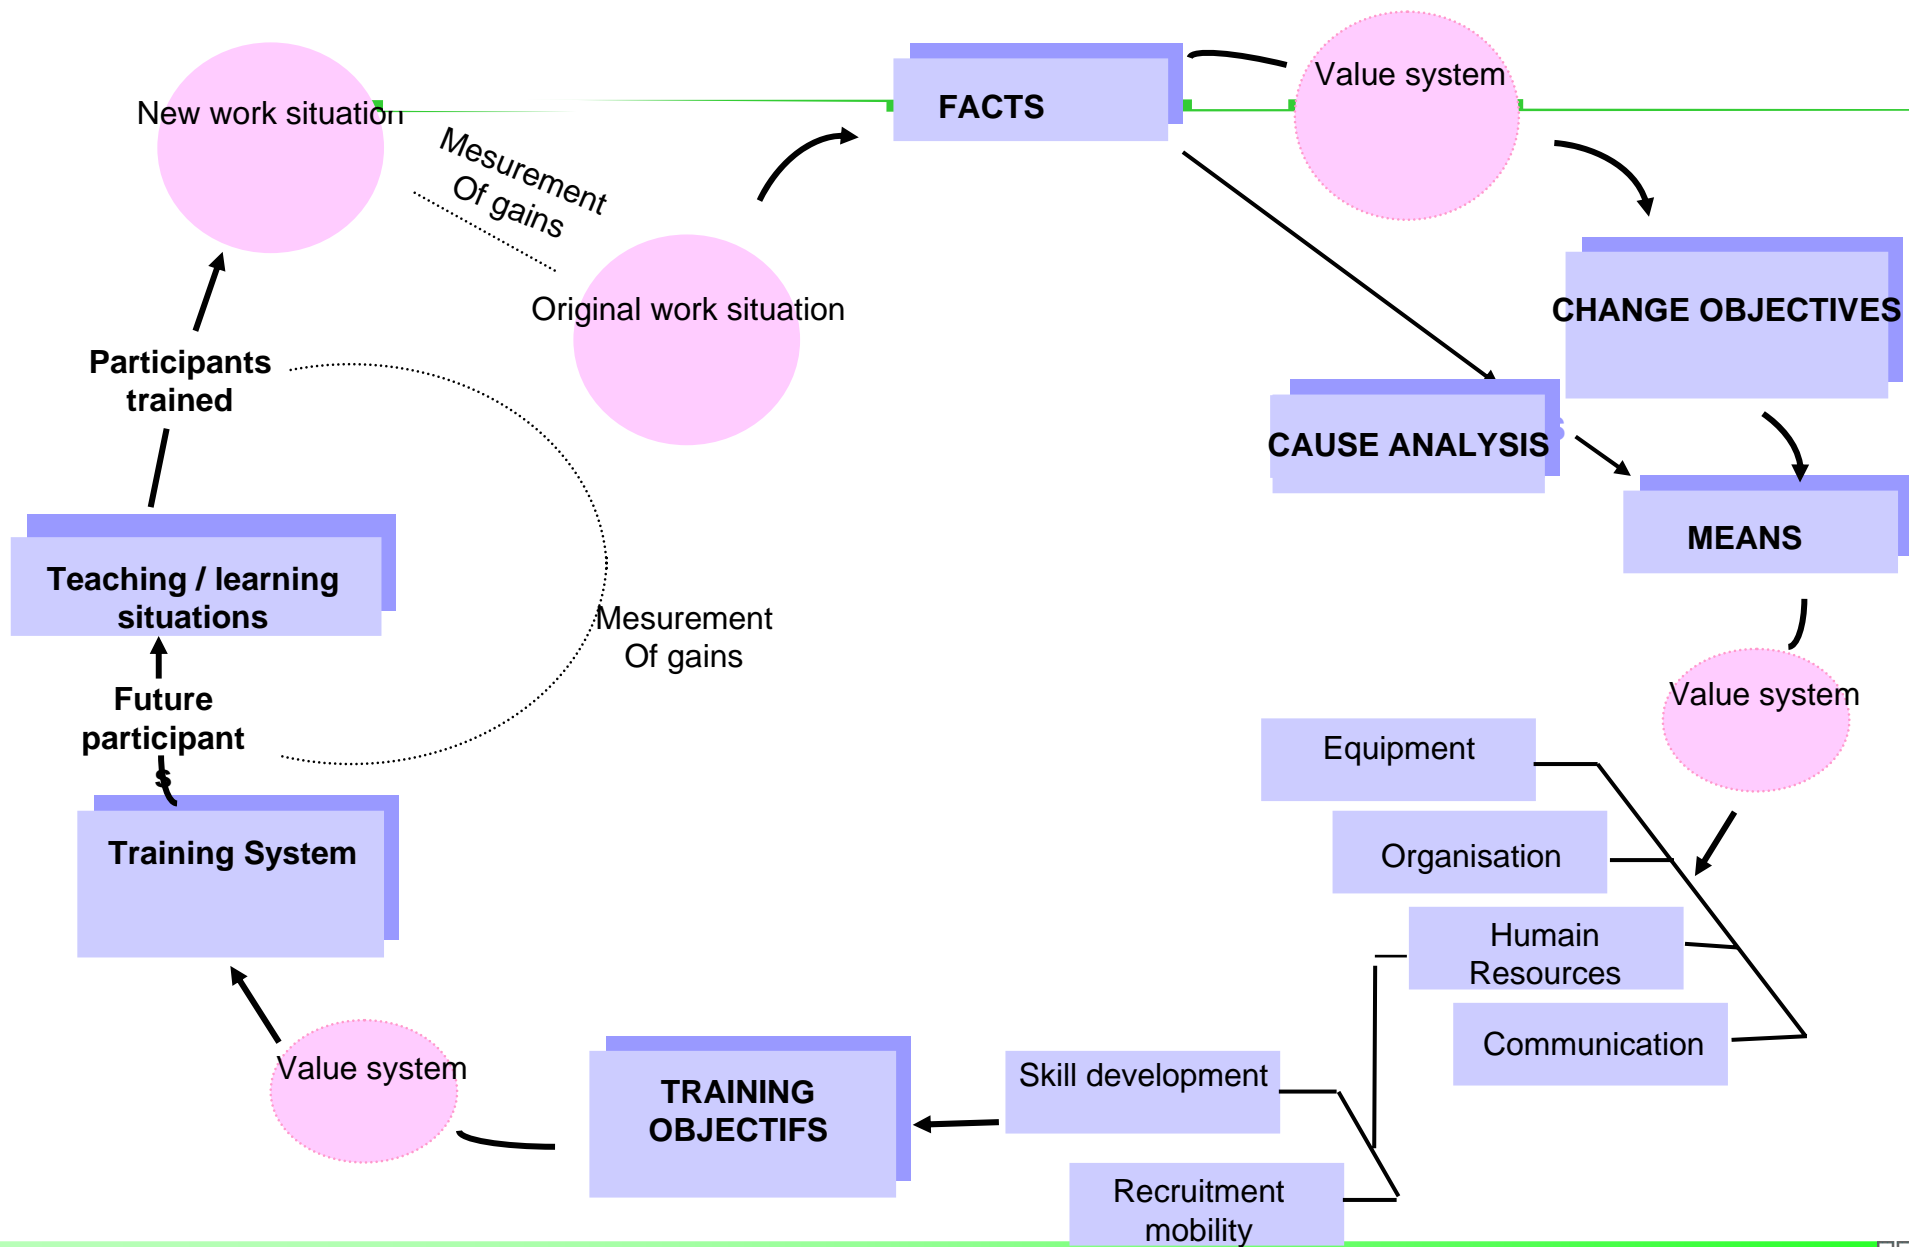 New work situation
Mesurement
Of gains
Original work situation
FACTS
Value system
CHANGE OBJECTIVES
CAUSE ANALYSIS
S
MEANS
Value system
Equipment
Organisation
Humain
Resources
Communication
Skill development
Recruitment
mobility
TRAINING
OBJECTIFS
Value system
Training System
Future
participant
s
Teaching / learning
situations
Participants
trained
Mesurement
Of gains